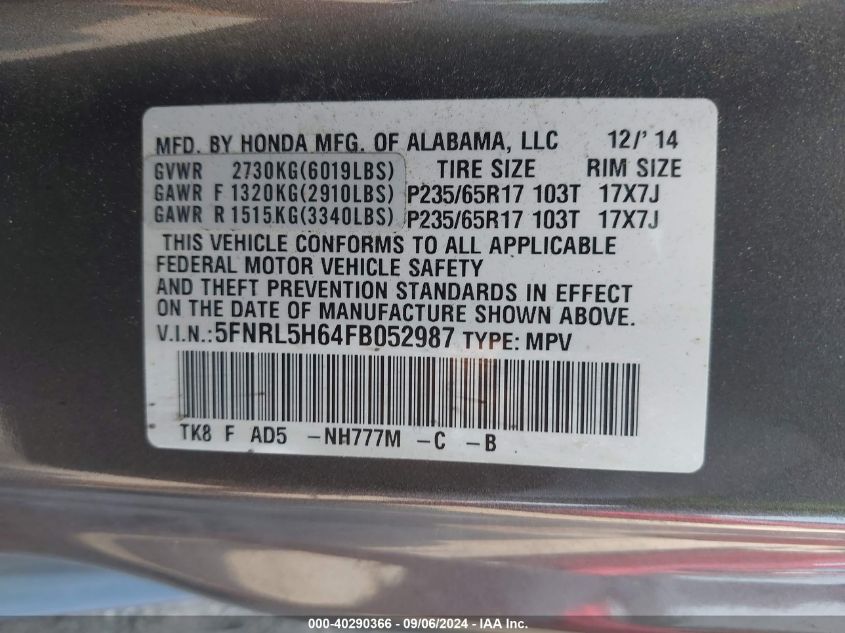 MFD. BY HONDA MFG. OF ALABAMA, LLC 12/' 14
GVWR 2730KG(6019LBS) TIRE SIZE RIM SIZE
GAWR F 1320KG(2910LBS) P235/65R17 103T 17X7J
GAWR R 1515KG(3340LBS) P235/65R17 103T 17X7J
THIS VEHICLE CONFORMS TO ALL APPLICABLE
FEDERAL MOTOR VEHICLE SAFETY
AND THEFT PREVENTION STANDARDS IN EFFECT
ON THE DATE OF MANUFACTURE SHOWN ABOVE.
V.I.N.: 5FNRL5H64FB052987 TYPE: MPV
TK8 F AD5 -NH777M -C -B
000-40290366 - 09/06/2024 - IAA Inc.